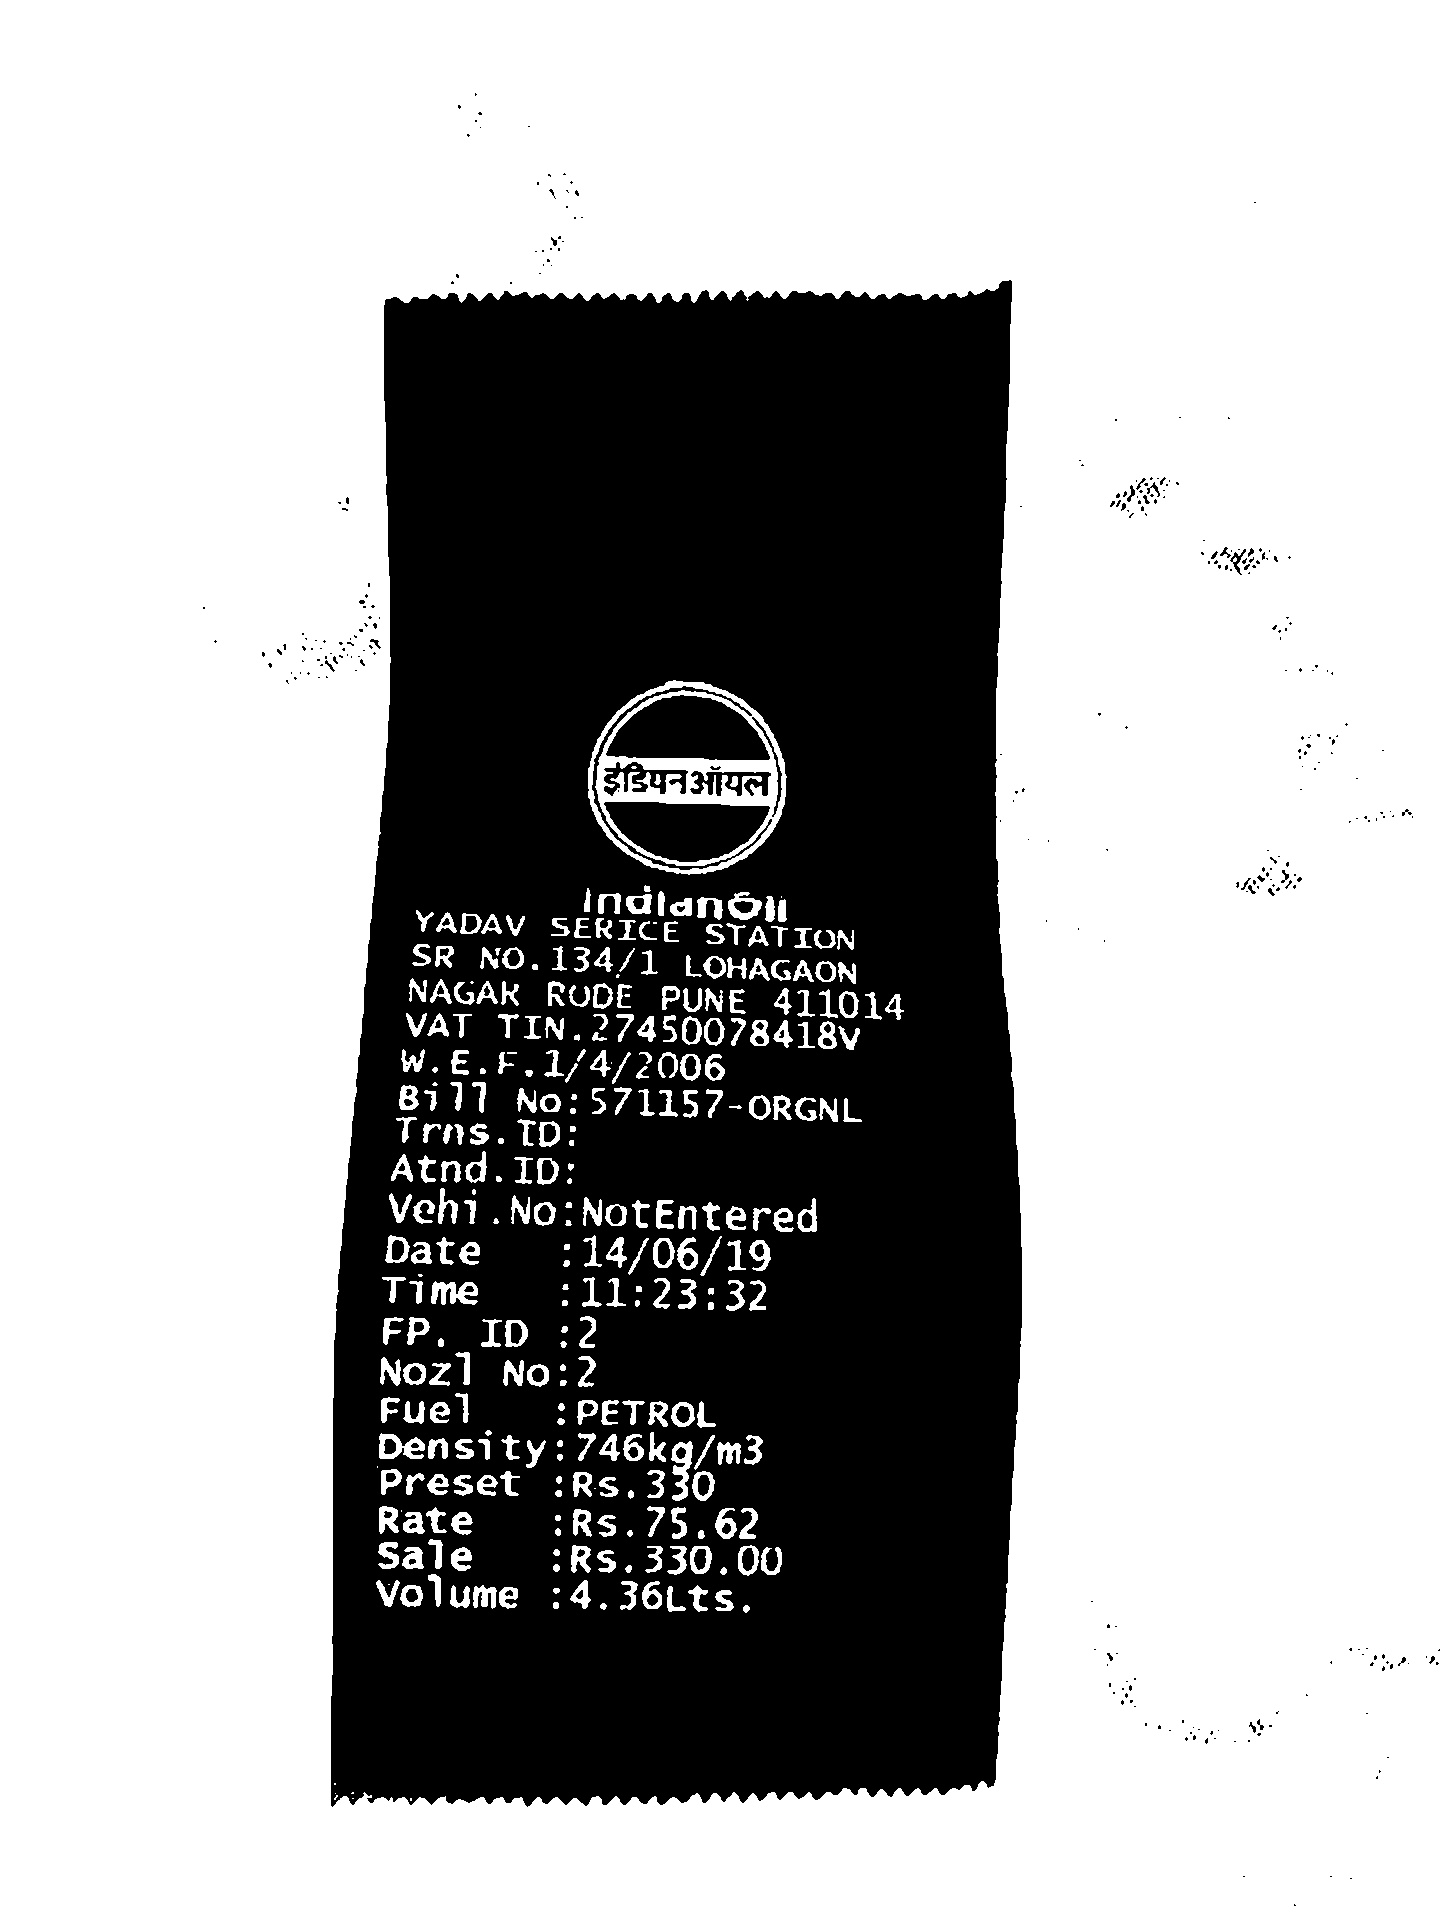 इंडियनऑयल
IndianOil
YADAV SERICE STATION
SR NO.134/1 LOHAGAON
NAGAR RODE PUNE 411014
VAT TIN.27450078418V
W.E.F.1/4/2006
Bill No:571157-ORGNL
Trns.ID:
Atnd.ID:
Vehi.No:NotEntered
Date :14/06/19
Time :11:23:32
FP. ID :2
Nozl No:2
Fuel :PETROL
Density:746kg/m3
Preset :Rs.330
Rate :Rs.75.62
Sale :Rs.330.00
Volume :4.36Lts.